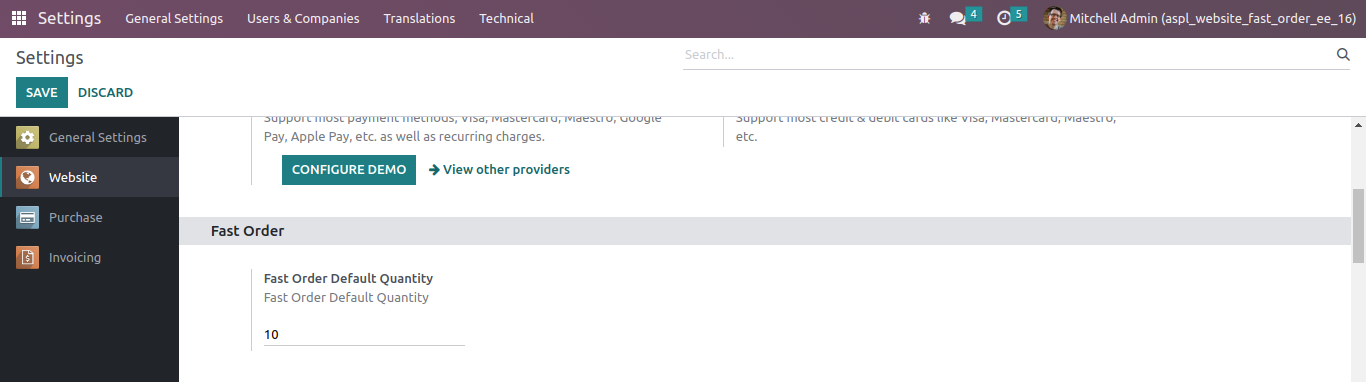 Settings General Settings Users & Companies Translations Technical 4 5 Mitchell Admin (aspl_website_fast_order_ee_16)
Settings Search...
SAVE DISCARD
General Settings
Website
Purchase
Invoicing
Support most payment methods, Visa, Mastercard, Maestro, Google
Pay, Apple Pay, etc. as well as recurring charges.
Support most credit & debit cards like Visa, Mastercard, Maestro,
etc.
CONFIGURE DEMO View other providers
Fast Order
Fast Order Default Quantity
Fast Order Default Quantity
10